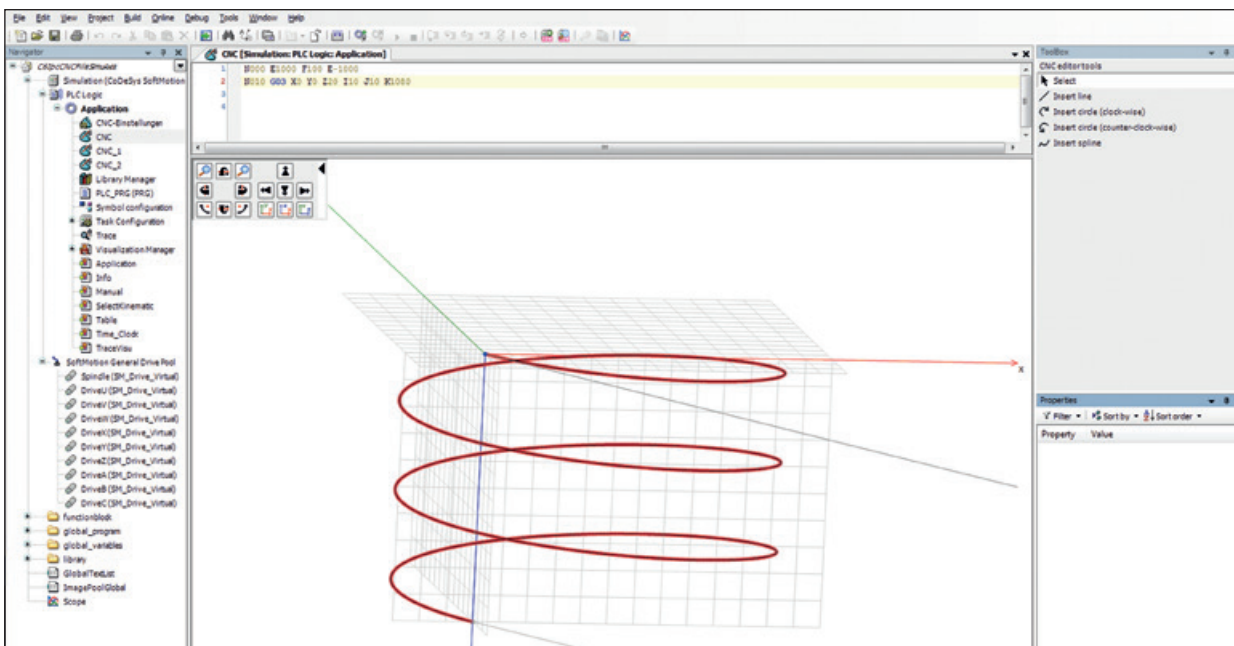 File Edit View Project Build Online Debug Tools Window Help
Navigator
Simulation (CoDeSys SoftMotion
PLC Logic
Application
CNC-Einstellungen
CNC
CNC_1
CNC_2
Library Manager
PLC_PRG (PRG)
Symbol configuration
Task Configuration
Trace
Visualization Manager
Application
Info
Manual
SelectKinematic
Table
Time_Clock
TraceVisu
SoftMotion General Drive Pool
Spindle (SM_Drive_Virtual)
DriveU (SM_Drive_Virtual)
DriveV (SM_Drive_Virtual)
DriveW (SM_Drive_Virtual)
DriveX (SM_Drive_Virtual)
DriveY (SM_Drive_Virtual)
DriveZ (SM_Drive_Virtual)
DriveA (SM_Drive_Virtual)
DriveB (SM_Drive_Virtual)
DriveC (SM_Drive_Virtual)
functionblock
global_program
global_variables
library
GlobalTextList
ImagePoolGlobal
Scope
CNC [Simulation: PLC Logic: Application]
1 N000 E1000 F100 E-1000
2 N010 G03 X0 Y0 Z20 I10 J10 K1080
3
4
X
ToolBox
CNC editor tools
Select
Insert line
Insert circle (clock-wise)
Insert circle (counter-clock-wise)
Insert spline
Properties
Filter Sort by Sort order
Property Value